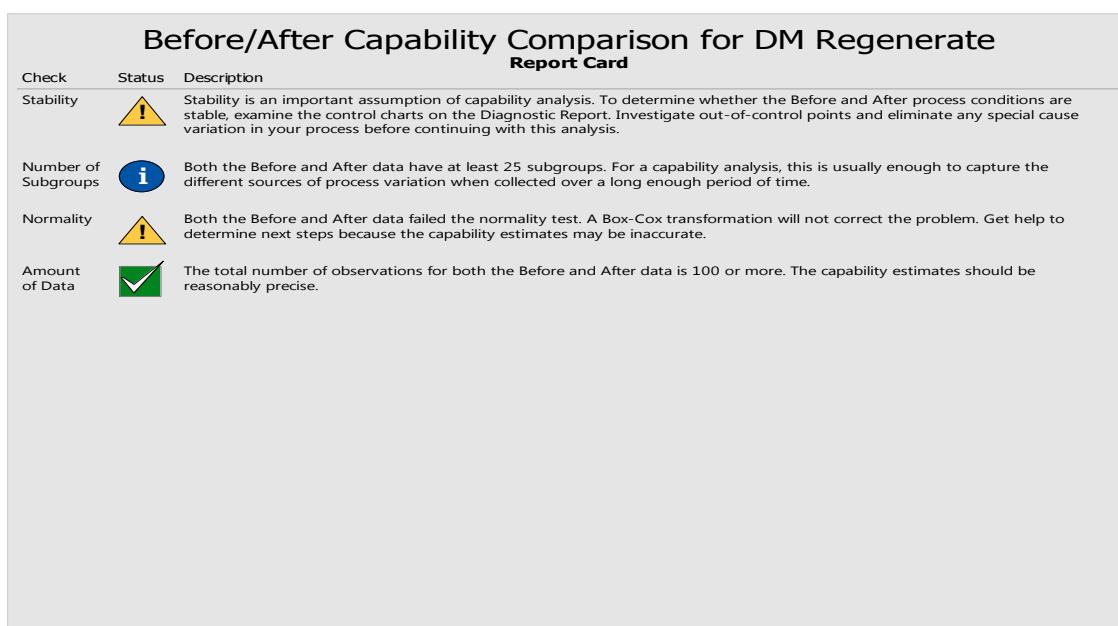 Before/After Capability Comparison for DM Regenerate
Report Card
Check Status Description
Stability Stability is an important assumption of capability analysis. To determine whether the Before and After process conditions are
stable, examine the control charts on the Diagnostic Report. Investigate out-of-control points and eliminate any special cause
variation in your process before continuing with this analysis.
Number of Both the Before and After data have at least 25 subgroups. For a capability analysis, this is usually enough to capture the
Subgroups different sources of process variation when collected over a long enough period of time.
Normality Both the Before and After data failed the normality test. A Box-Cox transformation will not correct the problem. Get help to
determine next steps because the capability estimates may be inaccurate.
Amount The total number of observations for both the Before and After data is 100 or more. The capability estimates should be
of Data reasonably precise.